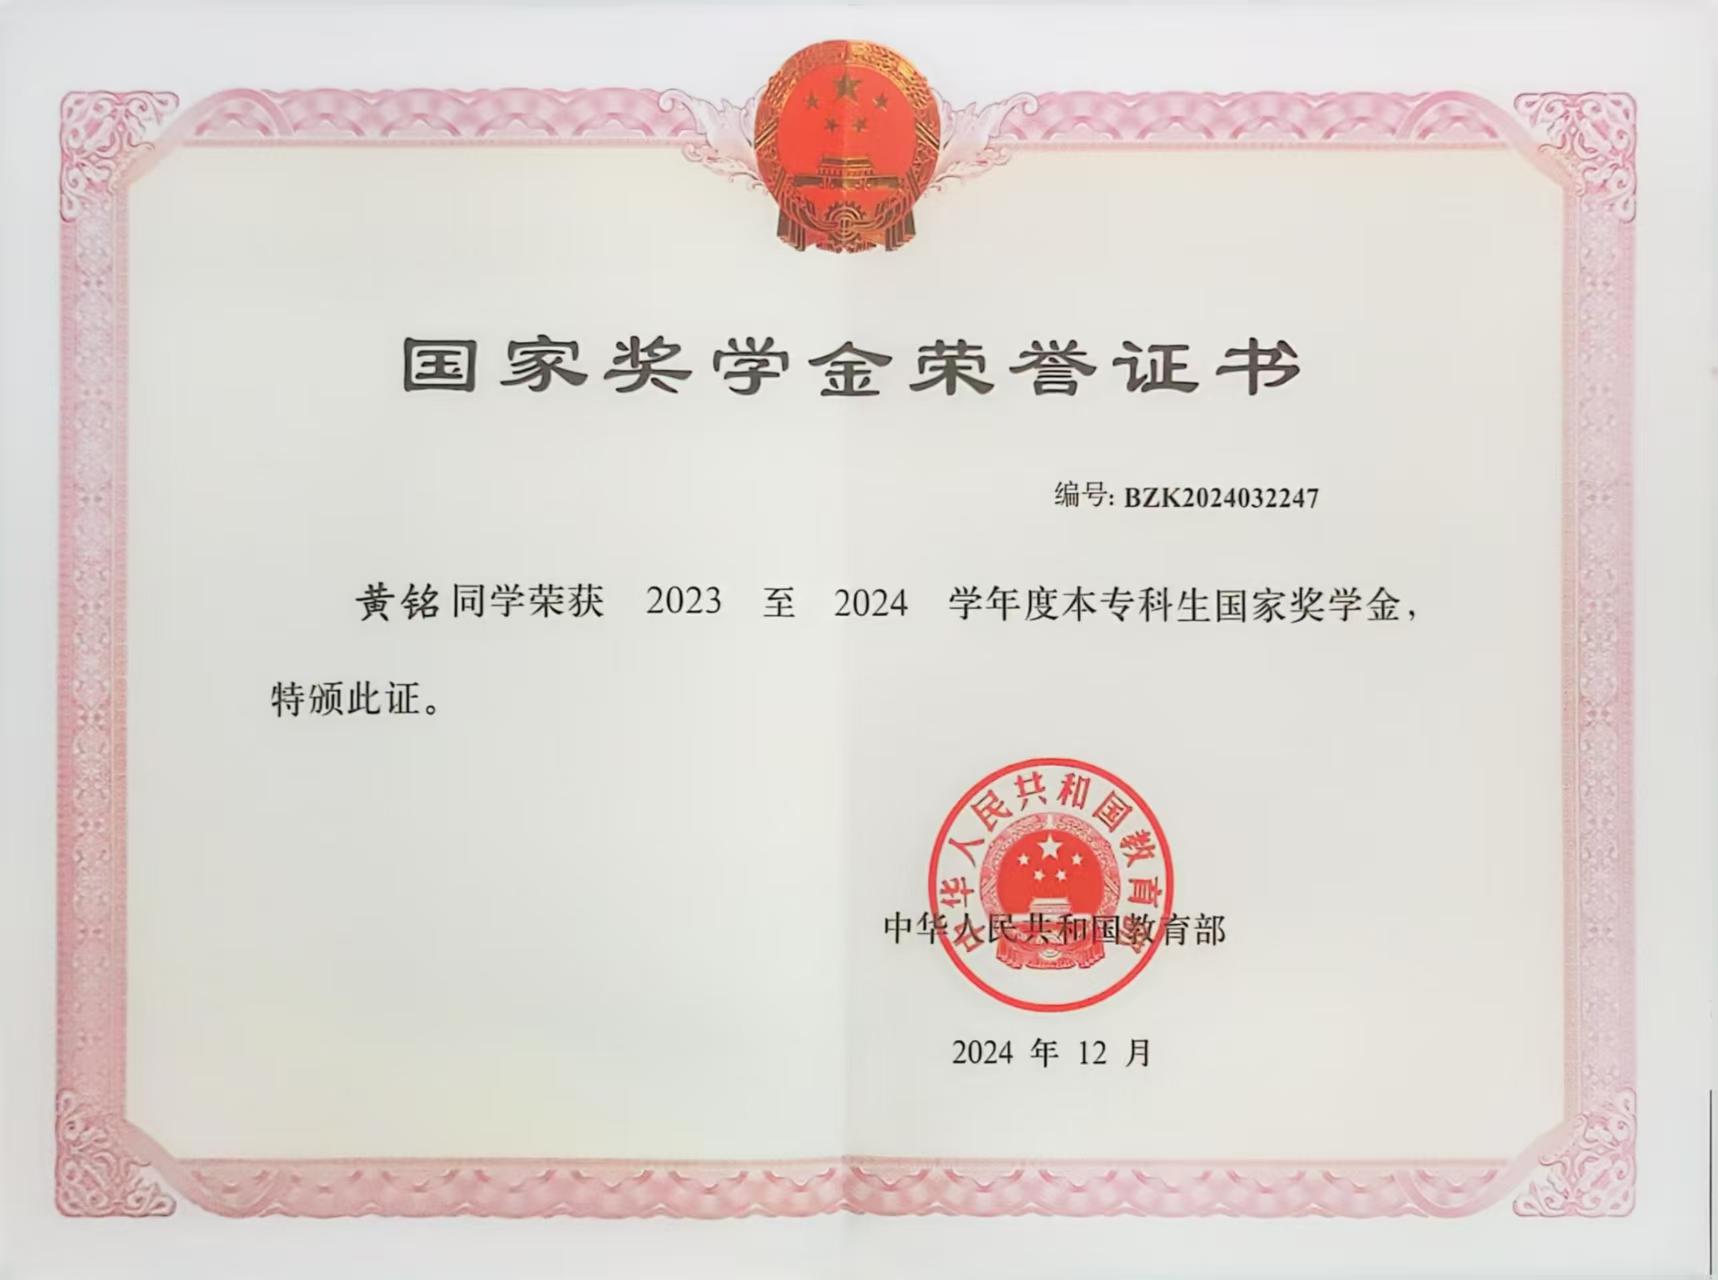 国家奖学金荣誉证书
编号: BZK2024032247
黄铭同学荣获 2023 至 2024 学年度本专科生国家奖学金，
特颁此证。
中华人民共和国教育部
中华人民共和国教育部
2024 年 12 月